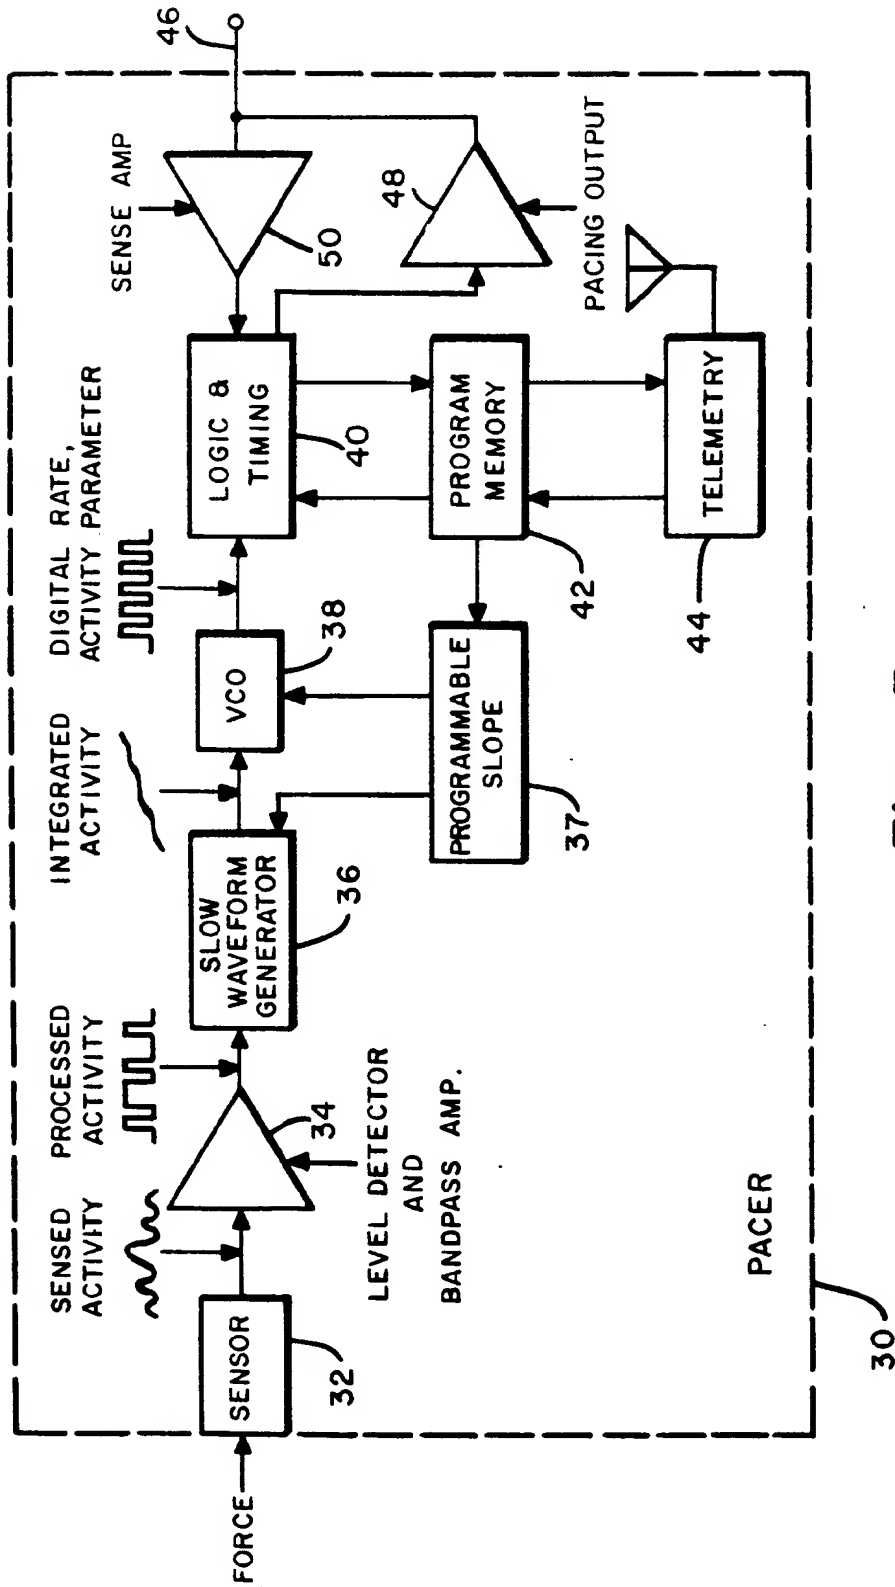 SENSED
ACTIVITY
PROCESSED
ACTIVITY
INTEGRATED
ACTIVITY
DIGITAL RATE,
ACTIVITY PARAMETER
SENSE AMP
46
FORCE
SENSOR
32
34
LEVEL DETECTOR
AND
BANDPASS AMP.
SLOW
WAVEFORM
GENERATOR
36
VCO
38
LOGIC &
TIMING
40
50
48
PACING OUTPUT
PROGRAMMABLE
SLOPE
37
PROGRAM
MEMORY
42
TELEMETRY
44
PACER
30